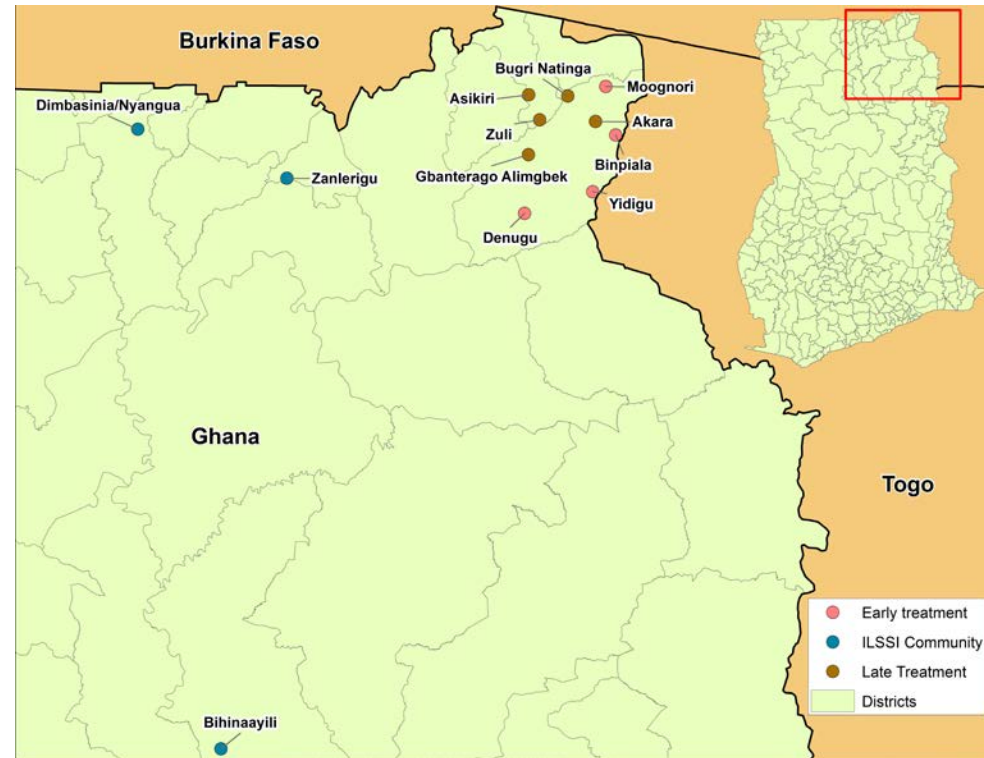 Burkina Faso
Bugri Natinga
Moognori
Asikiri
Dimbasinia/Nyangua
Zuli
Akara
Binpiala
Gbanterago Alimgbek
Zanlerigu
Yidigu
Denugu
Ghana
Togo
Bihinaayili
Early treatment
ILSSI Community
Late Treatment
Districts